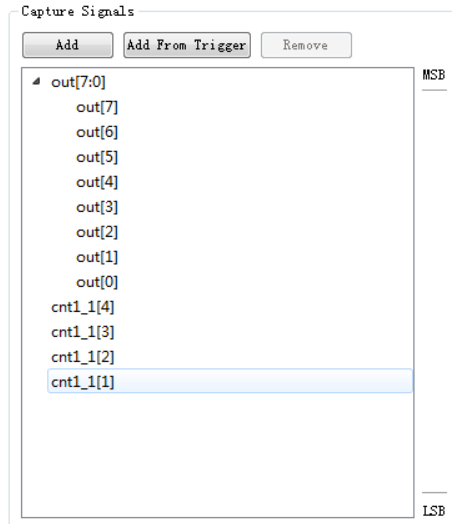 Capture Signals
Add Add From Trigger Remove
MSB
out[7:0]
out[7]
out[6]
out[5]
out[4]
out[3]
out[2]
out[1]
out[0]
cnt1_1[4]
cnt1_1[3]
cnt1_1[2]
cnt1_1[1]
LSB